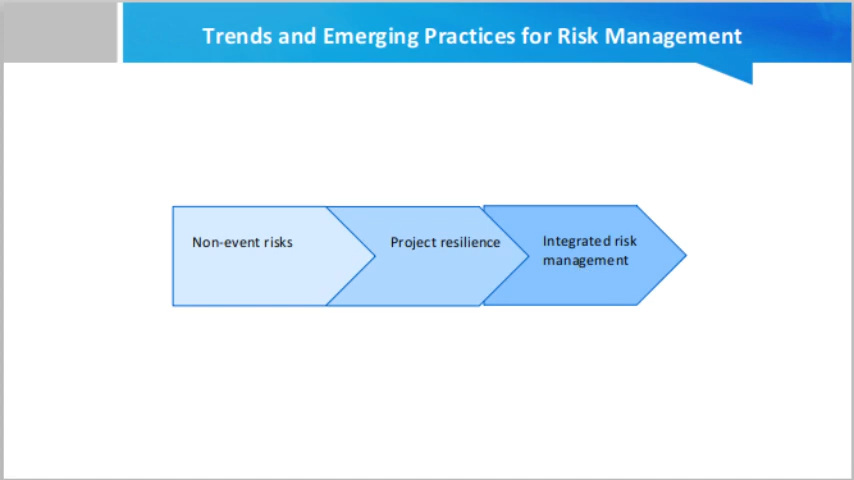 Trends and Emerging Practices for Risk Management
Non-event risks
Project resilience
Integrated risk
management